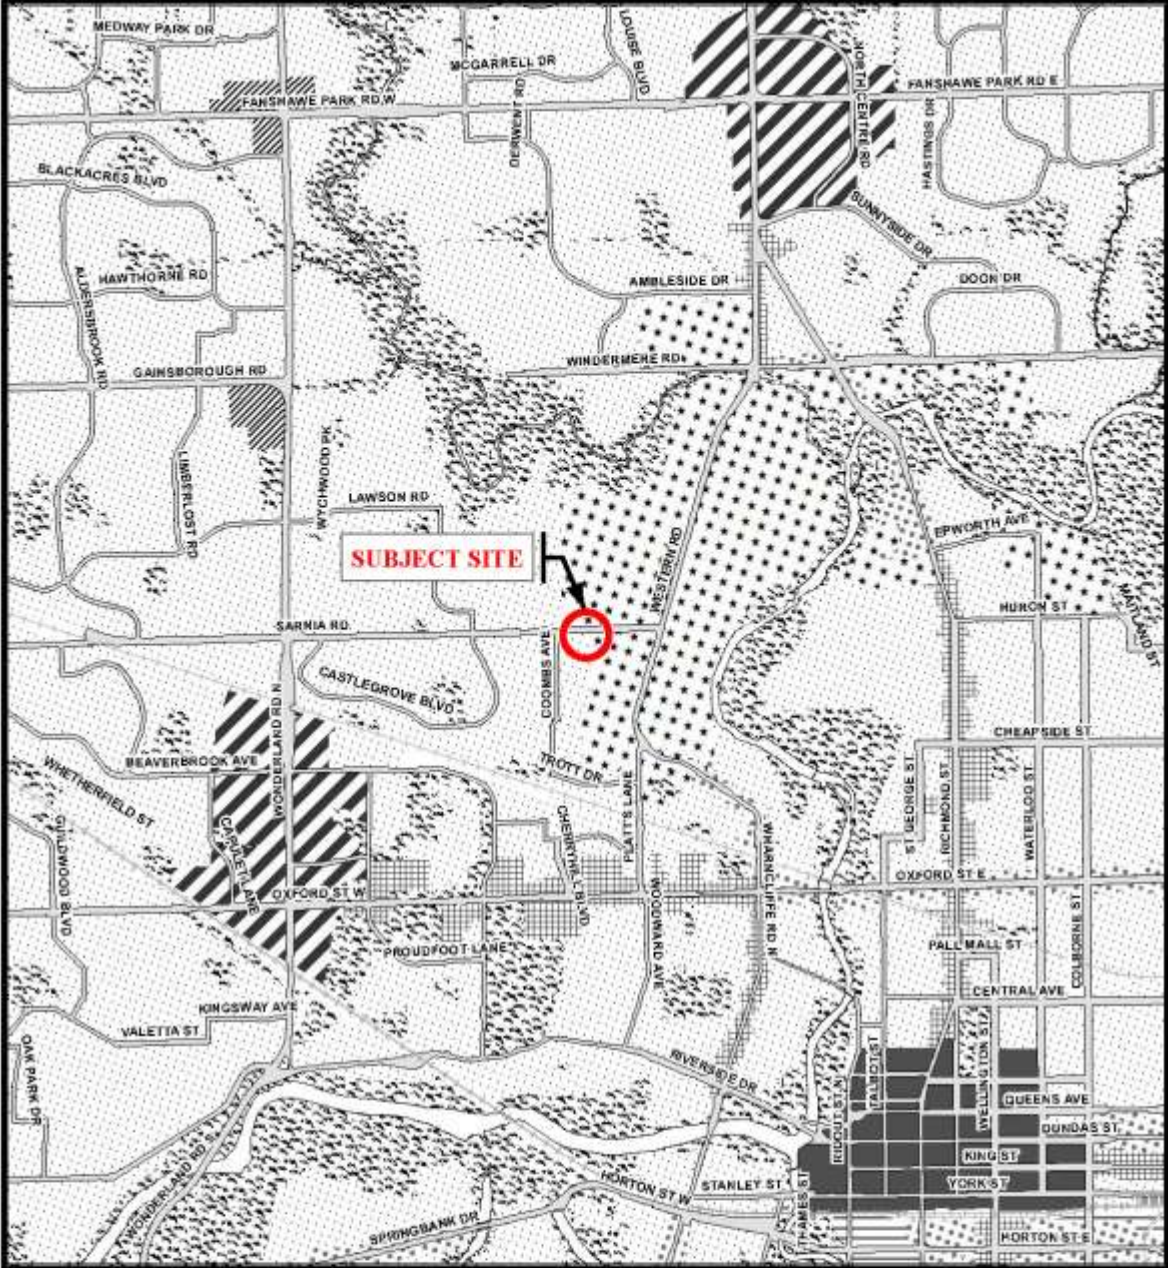 MEDWAY PARK DR
LOUISE BLVD
MCGARRELL DR
NORTH CENTRE RD
FANSHAWE PARK RD E
FANSHAWE PARK RD W
DERWENT RD
HASTINGS DR
BLACKACRES BLVD
SUNNYSIDE DR
ALDERSBROOK RD
HAWTHORNE RD
AMBLESIDE DR
DOON DR
WINDERMERE RD
GAINSBOROUGH RD
LIMBERLOST RD
WYCHWOOD PK
LAWSON RD
EPWORTH AVE
SUBJECT SITE
WESTERN RD
MAITLAND ST
HURON ST
SARNIA RD
COOMBS AVE
CASTLEGROVE BLVD
WONDERLAND RD N
CHEAPSIDE ST
BEAVERBROOK AVE
TROTT DR
WHETHERFIELD ST
PLATTS LANE
ST GEORGE ST
RICHMOND ST
WATERLOO ST
GUILDWOOD BLVD
CAPULET LANE
CHERRYHILL BLVD
WHARNCLIFFE RD N
OXFORD ST E
OXFORD ST W
WOODWARD AVE
COLBORNE ST
PROUDFOOT LANE
PALL MALL ST
CENTRAL AVE
KINGSWAY AVE
VALETTA ST
OAK PARK DR
RIVERSIDE DR
TALBOT ST
WELLINGTON ST
RIDOUT ST N
QUEENS AVE
DUNDAS ST
KING ST
YORK ST
WONDERLAND RD S
HORTON ST W
STANLEY ST
THAMES ST
SPRINGBANK DR
HORTON ST E